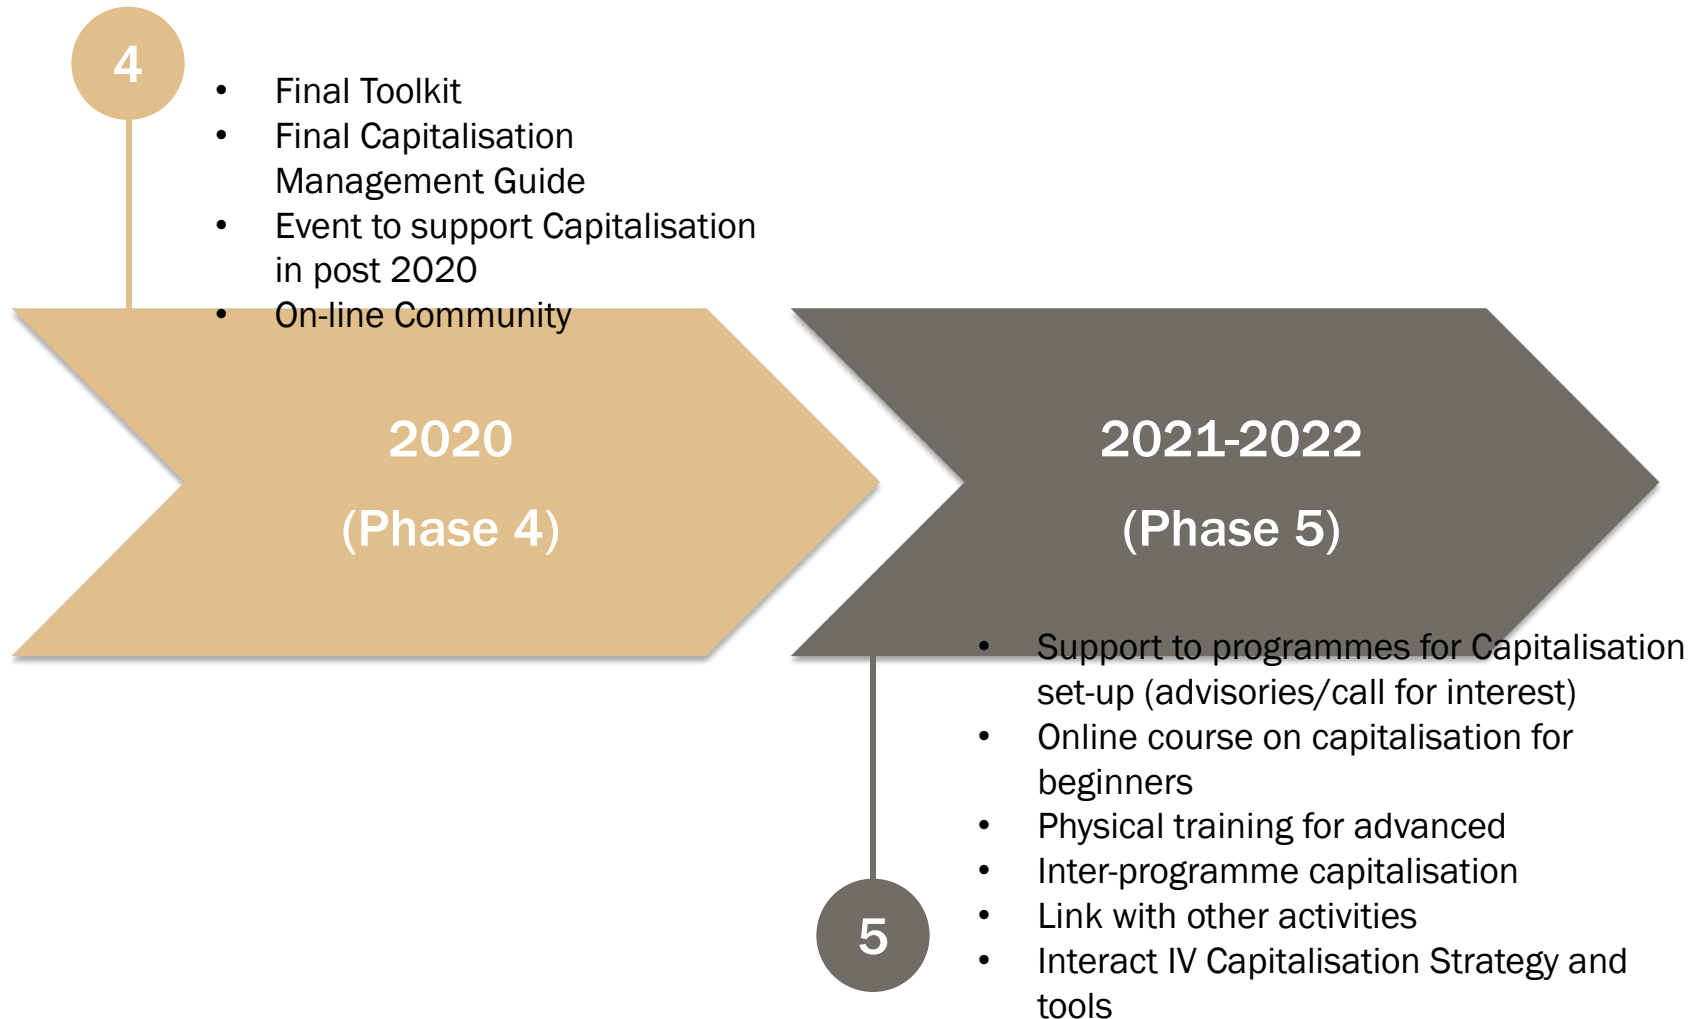 4
• Final Toolkit
• Final Capitalisation
Management Guide
• Event to support Capitalisation
in post 2020
• On-line Community
2020
(Phase 4)
2021-2022
(Phase 5)
• Support to programmes for Capitalisation
set-up (advisories/call for interest)
• Online course on capitalisation for
beginners
• Physical training for advanced
• Inter-programme capitalisation
• Link with other activities
• Interact IV Capitalisation Strategy and
tools
5